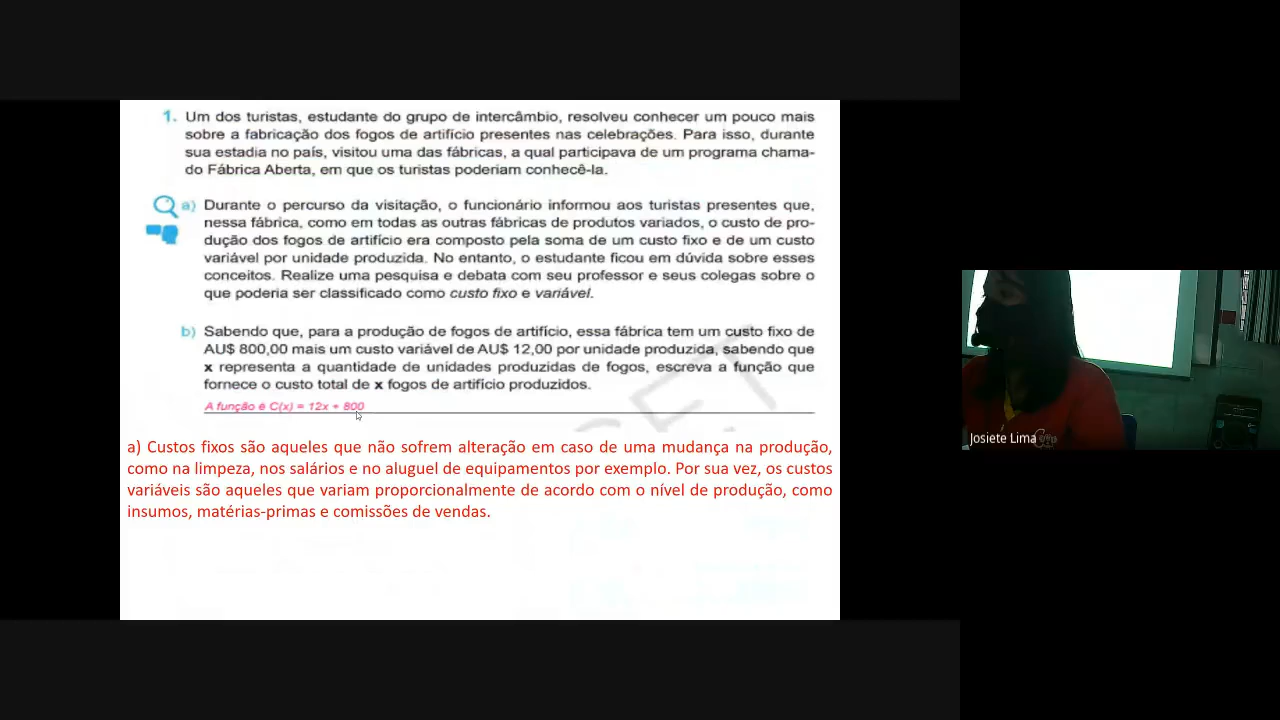 1. Um dos turistas, estudante do grupo de intercâmbio, resolveu conhecer um pouco mais
sobre a fabricação dos fogos de artifício presentes nas celebrações. Para isso, durante
sua estadia no país, visitou uma das fábricas, a qual participava de um programa chama-
do Fábrica Aberta, em que os turistas poderiam conhecê-la.
a) Durante o percurso da visitação, o funcionário informou aos turistas presentes que,
nessa fábrica, como em todas as outras fábricas de produtos variados, o custo de pro-
dução dos fogos de artifício era composto pela soma de um custo fixo e de um custo
variável por unidade produzida. No entanto, o estudante ficou em dúvida sobre esses
conceitos. Realize uma pesquisa e debata com seu professor e seus colegas sobre o
que poderia ser classificado como custo fixo e variável.
b) Sabendo que, para a produção de fogos de artifício, essa fábrica tem um custo fixo de
AU$ 800,00 mais um custo variável de AU$ 12,00 por unidade produzida, sabendo que
x representa a quantidade de unidades produzidas de fogos, escreva a função que
fornece o custo total de x fogos de artifício produzidos.
A função é C(x) = 12x + 800
a) Custos fixos são aqueles que não sofrem alteração em caso de uma mudança na produção,
como na limpeza, nos salários e no aluguel de equipamentos por exemplo. Por sua vez, os custos
variáveis são aqueles que variam proporcionalmente de acordo com o nível de produção, como
insumos, matérias-primas e comissões de vendas.
Josiete Lima